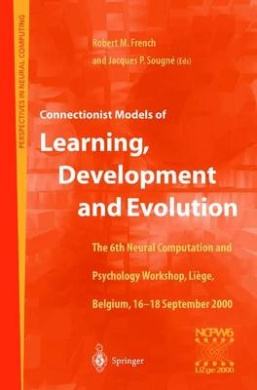 PERSPECTIVES IN NEURAL COMPUTING
Robert M. French
and Jacques P. Sougné (Eds)
Connectionist Models of
Learning,
Development
and Evolution
The 6th Neural Computation and
Psychology Workshop, Liège,
Belgium, 16–18 September 2000
Springer
NCPW6
LiEge 2000